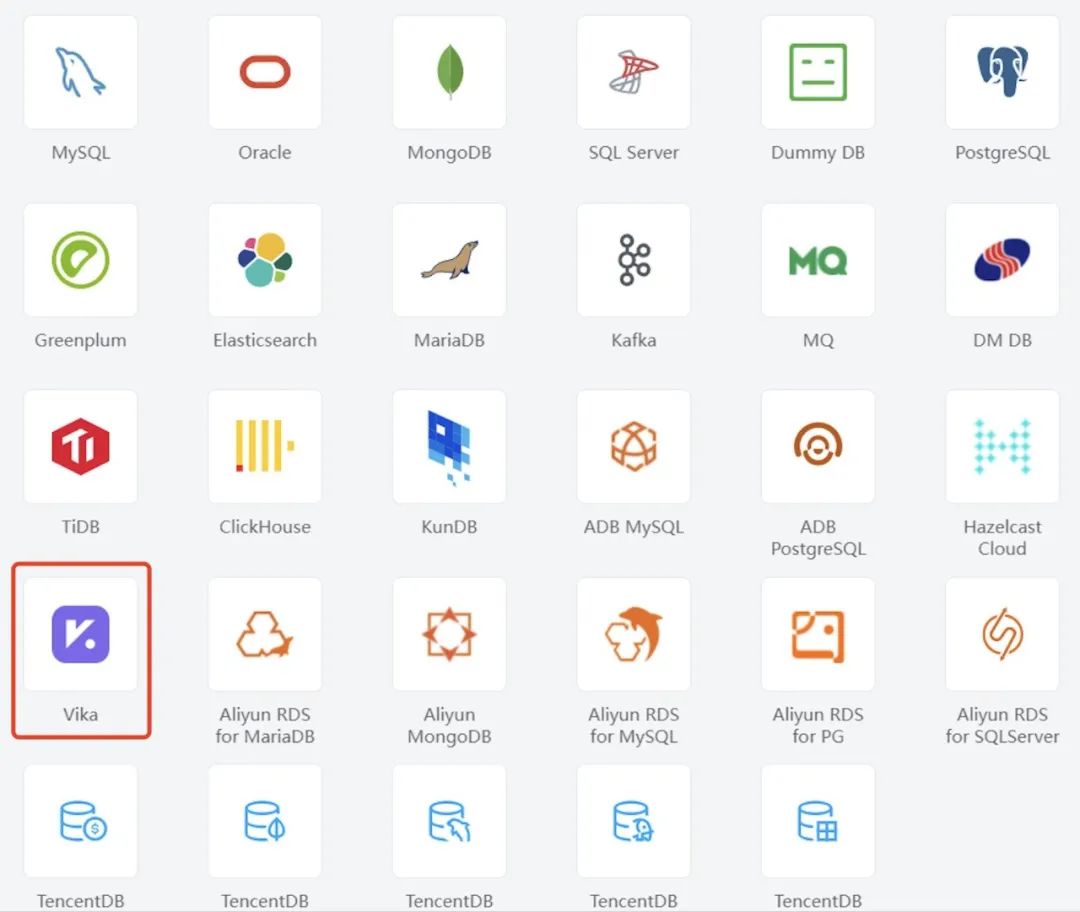 MySQL
Oracle
MongoDB
SQL Server
Dummy DB
PostgreSQL
MQ
Greenplum
Elasticsearch
MariaDB
Kafka
MQ
DM DB
Ti
TiDB
ClickHouse
KunDB
ADB MySQL
ADB
PostgreSQL
Hazelcast
Cloud
V.
Vika
Aliyun RDS
for MariaDB
Aliyun
MongoDB
Aliyun RDS
for MySQL
Aliyun RDS
for PG
Aliyun RDS
for SQLServer
$
TencentDB
TencentDB
TencentDB
TencentDB
TencentDB